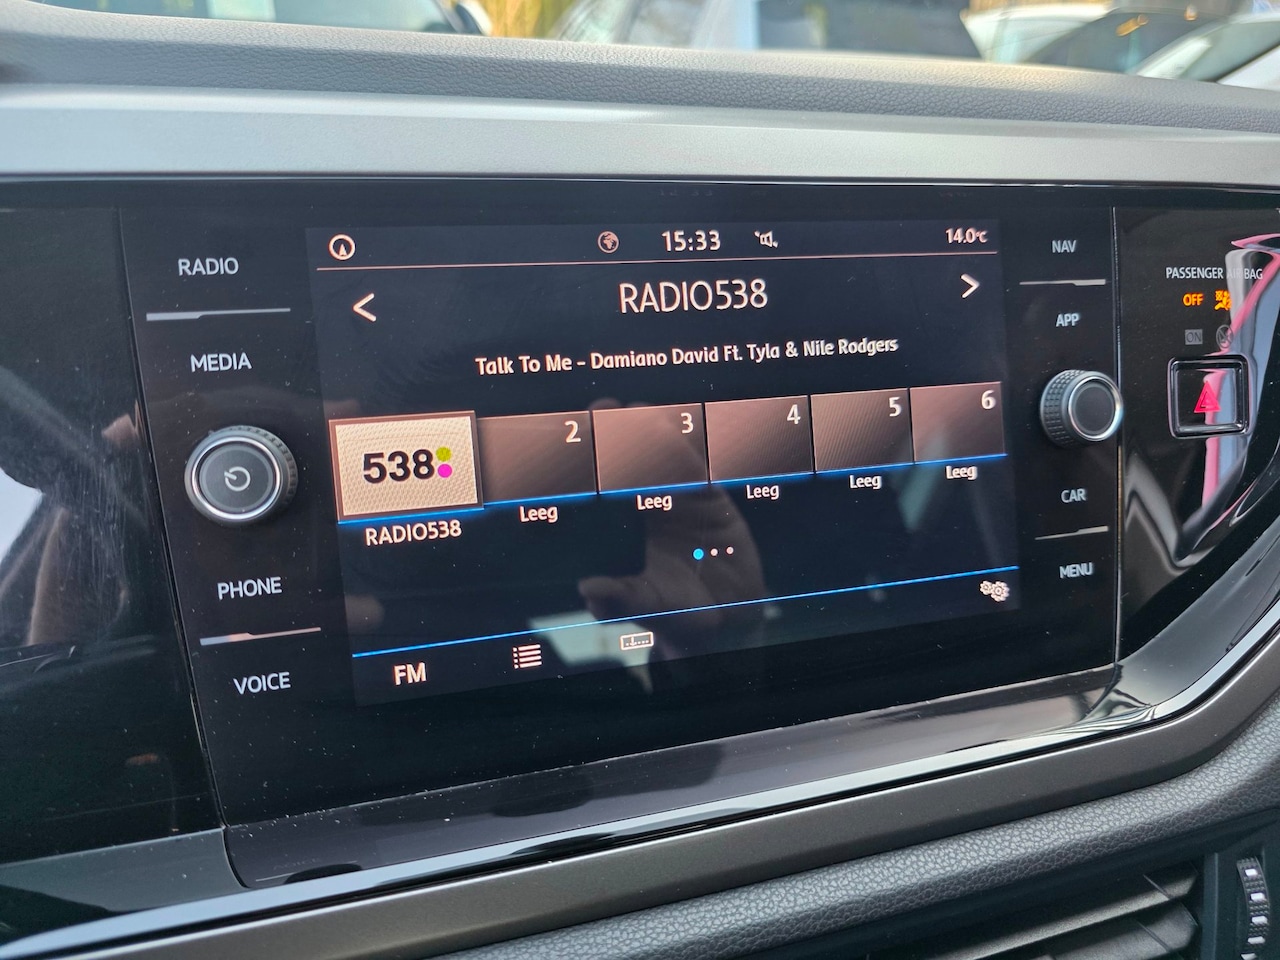 15:33
14.0°C
RADIO
MEDIA
PHONE
VOICE
RADIO538
Talk To Me - Damiano David Ft. Tyla & Nile Rodgers
538
2
3
4
5
6
RADIO538
Leeg
Leeg
Leeg
Leeg
Leeg
FM
NAV
APP
CAR
MENU
PASSENGER AIR BAG
OFF
ON